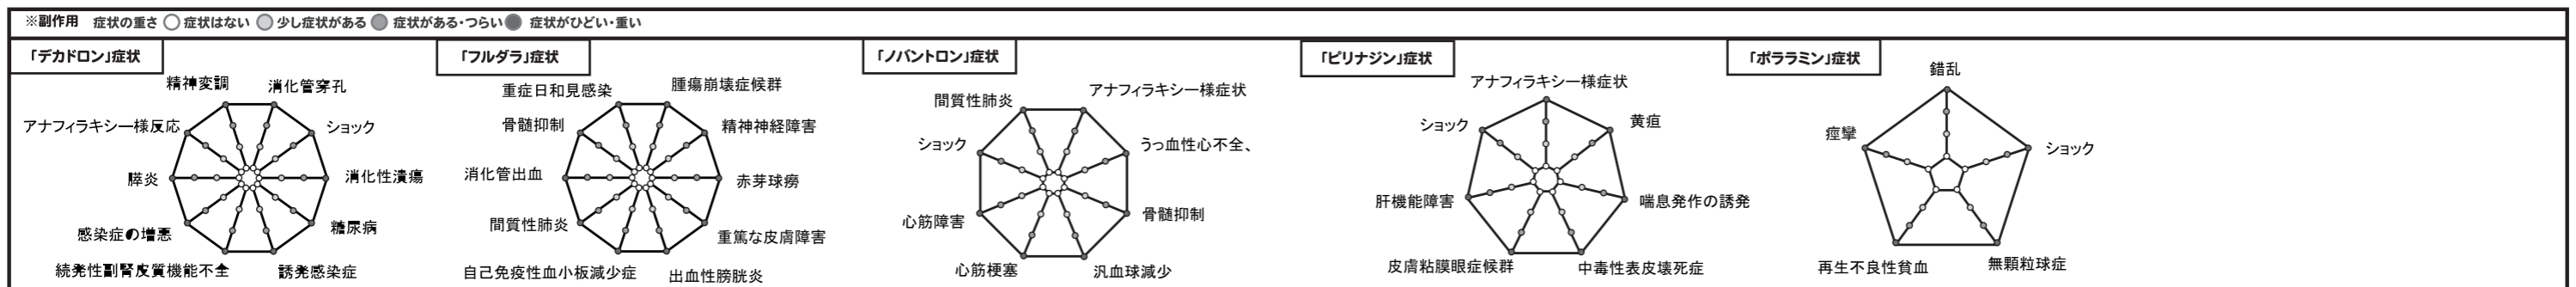 ※副作用 症状の重さ 症状はない 少し症状がある 症状がある・つらい 症状がひどい・重い
「デカドロン」症状
精神変調
消化管穿孔
アナフィラキシー様反応
ショック
膵炎
消化性潰瘍
感染症の増悪
糖尿病
続発性副腎皮質機能不全
誘発感染症
「フルダラ」症状
重症日和見感染
腫瘍崩壊症候群
骨髄抑制
精神神経障害
消化管出血
赤芽球癆
間質性肺炎
重篤な皮膚障害
自己免疫性血小板減少症
出血性膀胱炎
「ノバントロン」症状
間質性肺炎
アナフィラキシー様症状
ショック
うっ血性心不全、
心筋障害
骨髄抑制
心筋梗塞
汎血球減少
「ピリナジン」症状
アナフィラキシー様症状
ショック
黄疸
肝機能障害
喘息発作の誘発
皮膚粘膜眼症候群
中毒性表皮壊死症
「ポララミン」症状
錯乱
痙攣
ショック
再生不良性貧血
無顆粒球症